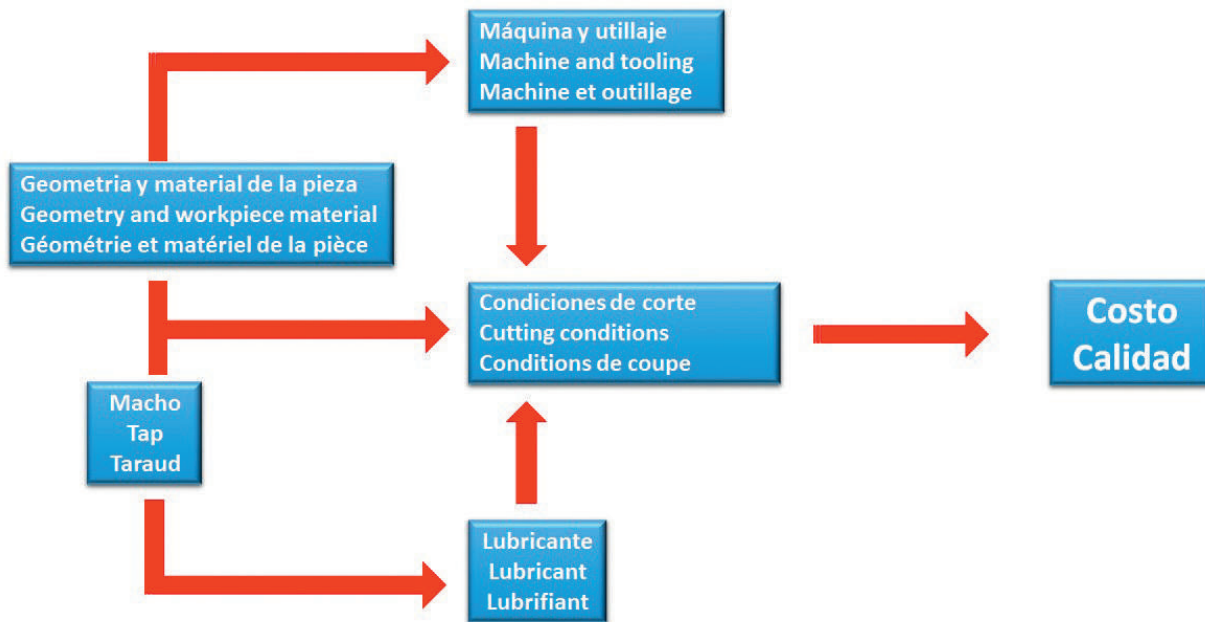 Máquina y utillaje
Machine and tooling
Machine et outillage
Geometria y material de la pieza
Geometry and workpiece material
Géométrie et matériel de la pièce
Condiciones de corte
Cutting conditions
Conditions de coupe
Costo
Calidad
Macho
Tap
Taraud
Lubricante
Lubricant
Lubrifiant